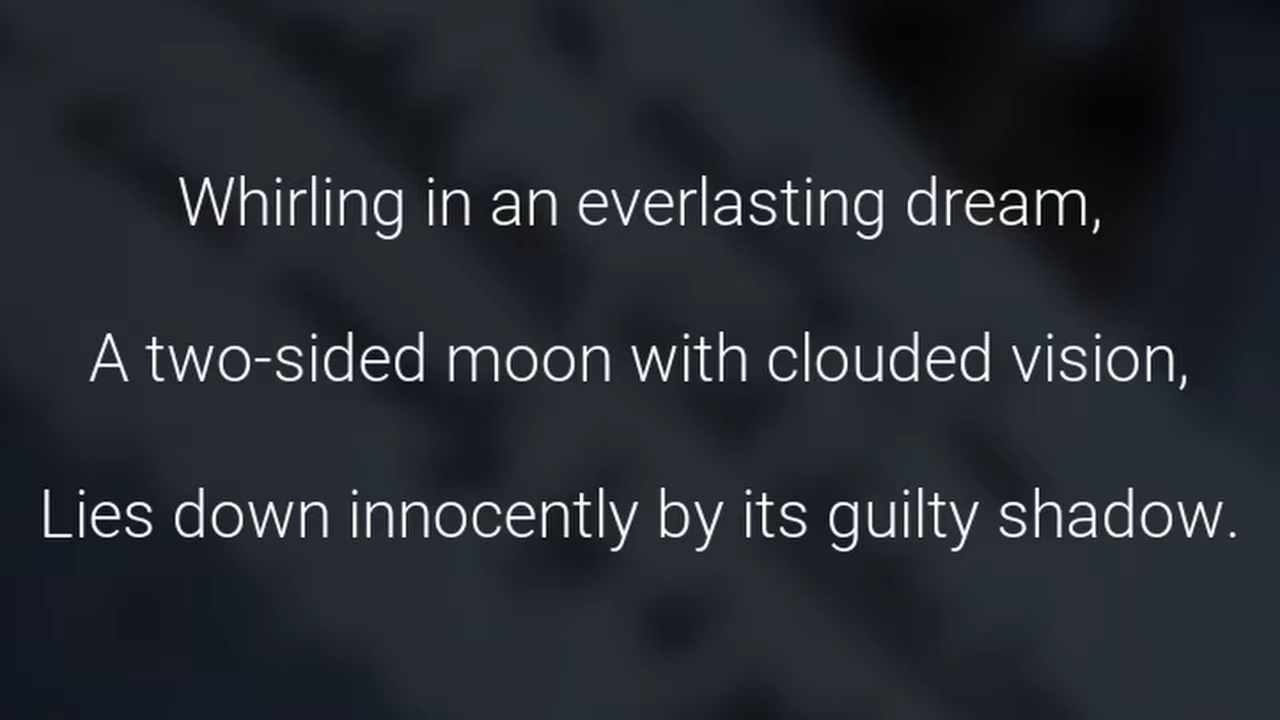 Whirling in an everlasting dream,
A two-sided moon with clouded vision,
Lies down innocently by its guilty shadow.